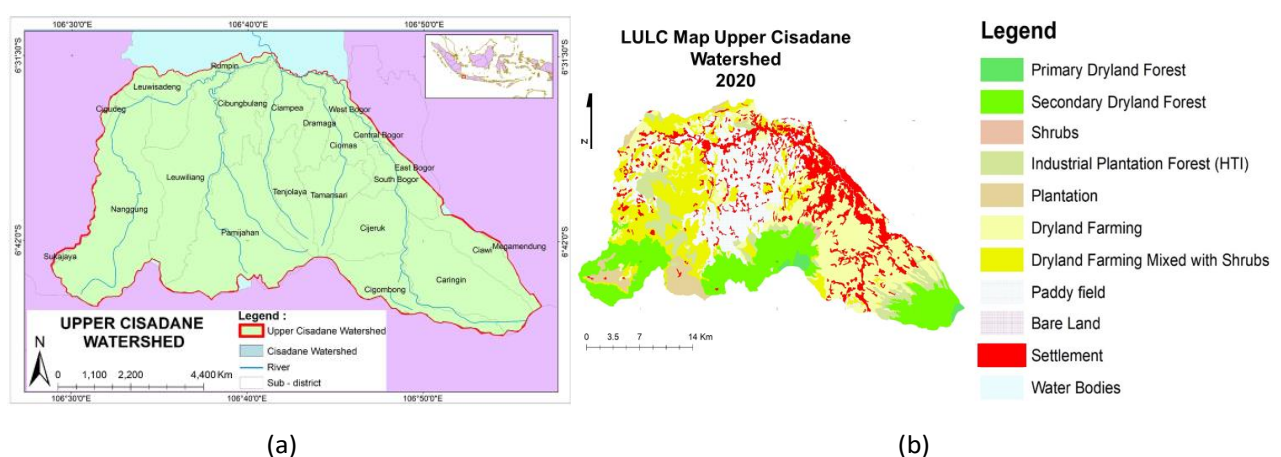 106°30'0"E 106°40'0"E 106°50'0"E
6°31'30"S
6°42'0"S
Rumpin
Leuwisadeng
Cigudeg
Cibungbulang
Ciampea
West Bogor
Dramaga
Central Bogor
Ciomas
East Bogor
South Bogor
Leuwiliang
Tenjolaya
Tamansari
Nanggung
Pamijahan
Cijeruk
Ciawi
Megamendung
Sukajaya
Caringin
Cigombong
UPPER CISADANE
WATERSHED
N
0 1,100 2,200 4,400 Km
Legend :
Upper Cisadane Watershed
Cisadane Watershed
River
Sub - district
106°30'0"E 106°40'0"E 106°50'0"E
6°31'30"S
6°42'0"S
(a)
LULC Map Upper Cisadane
Watershed
2020
N
0 3.5 7 14 Km
Legend
Primary Dryland Forest
Secondary Dryland Forest
Shrubs
Industrial Plantation Forest (HTI)
Plantation
Dryland Farming
Dryland Farming Mixed with Shrubs
Paddy field
Bare Land
Settlement
Water Bodies
(b)